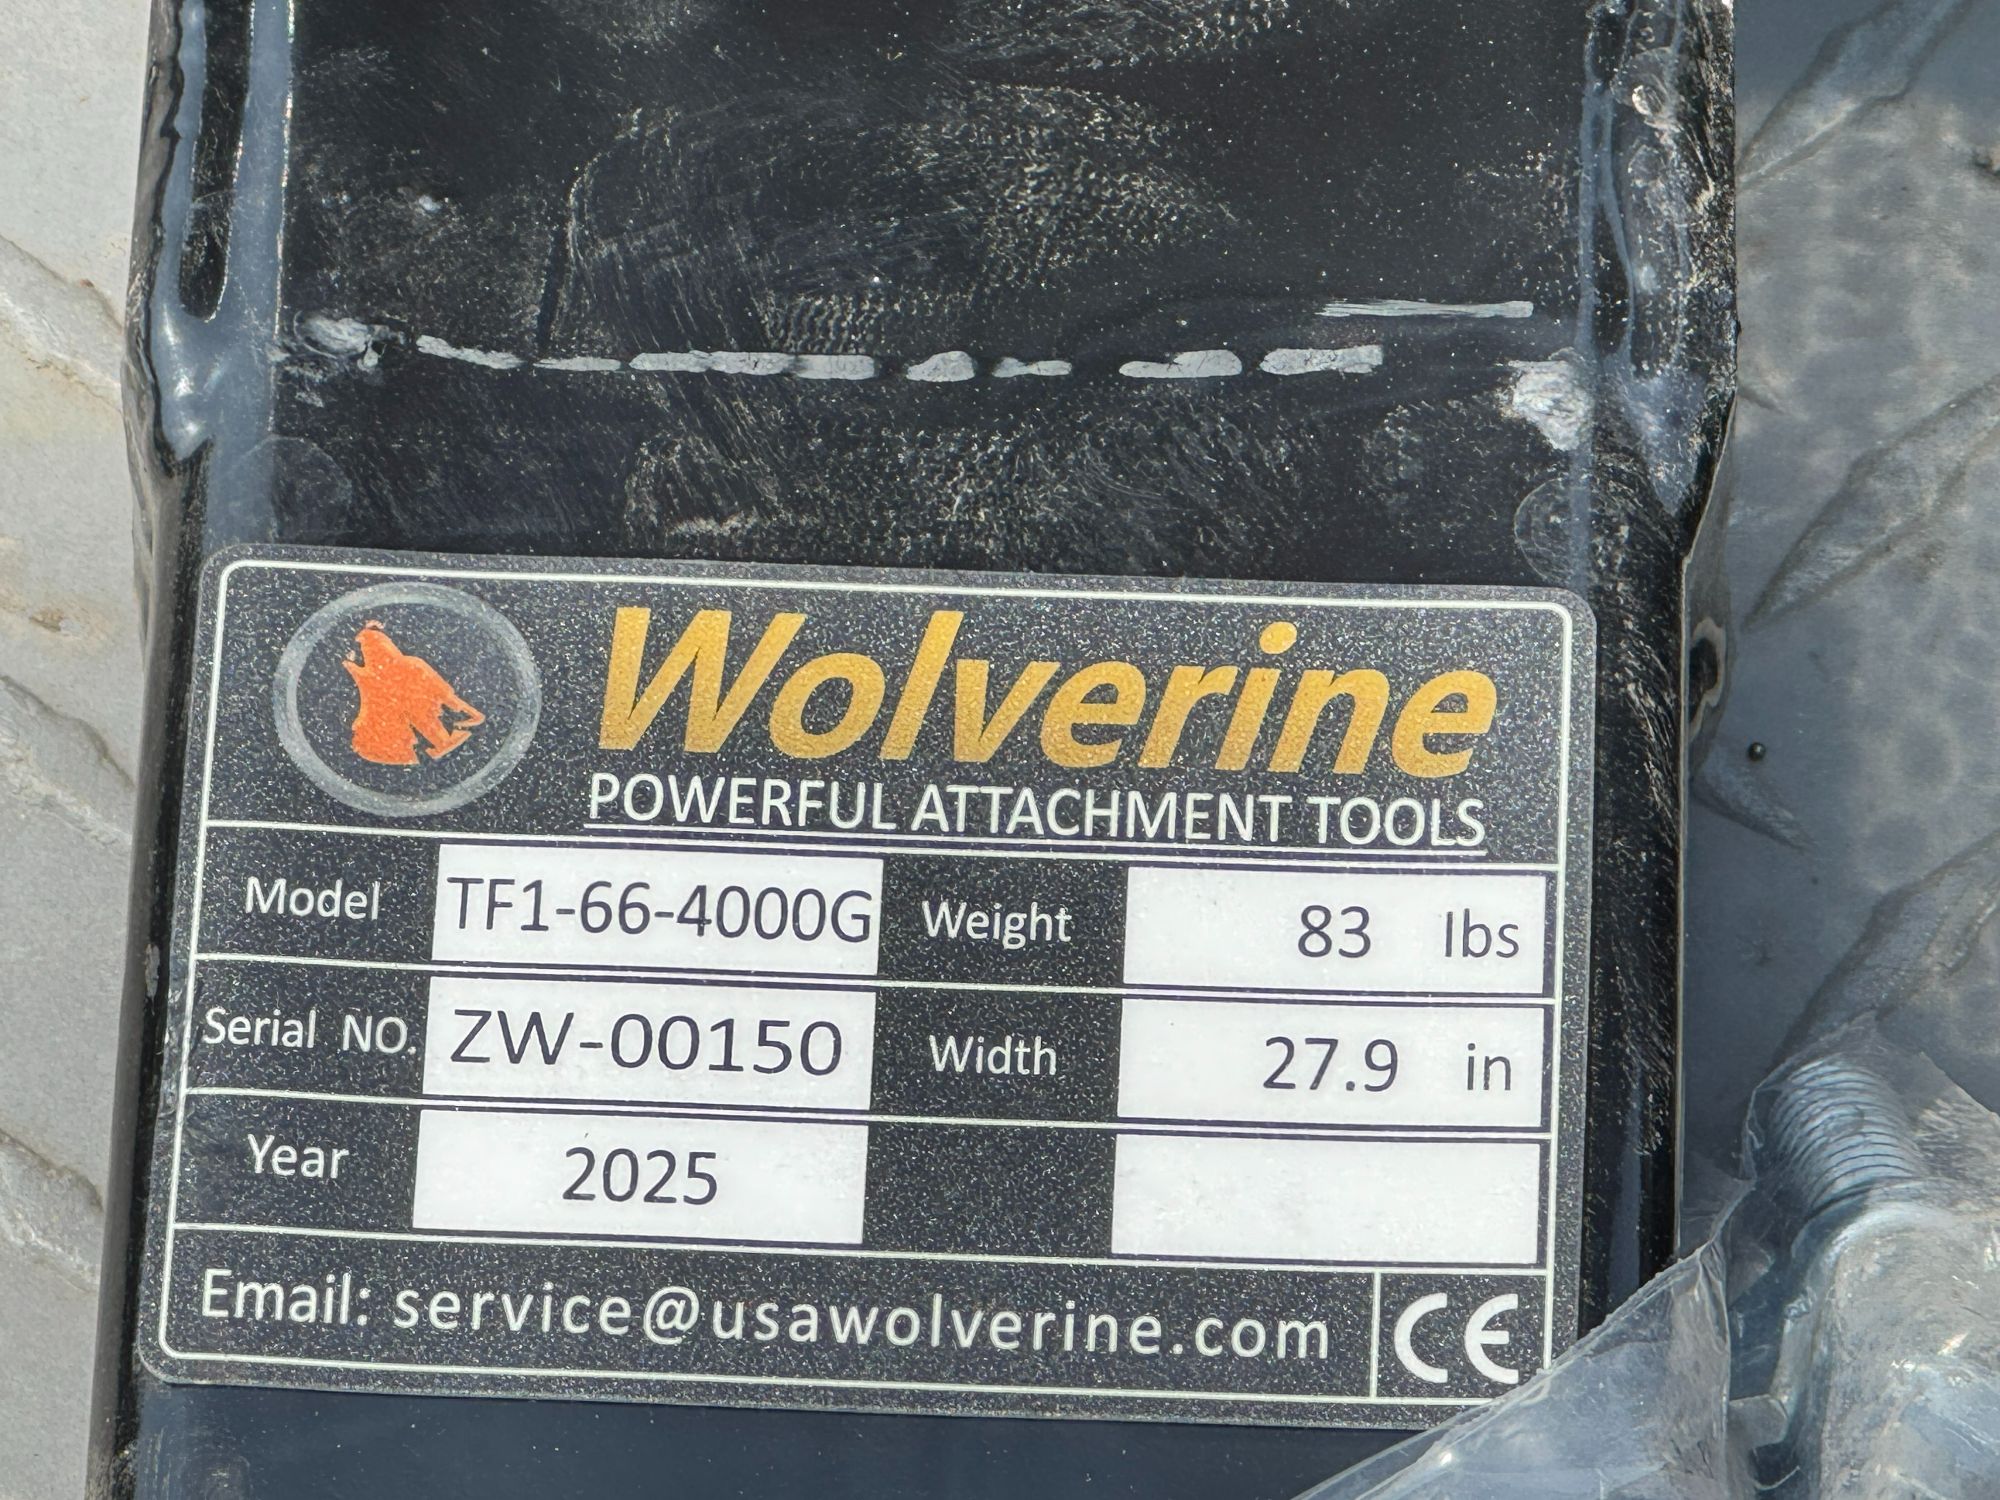 Wolverine
POWERFUL ATTACHMENT TOOLS
Model TF1-66-4000G Weight 83 lbs
Serial NO. ZW-00150 Width 27.9 in
Year 2025
Email: service@usawolverine.com CE